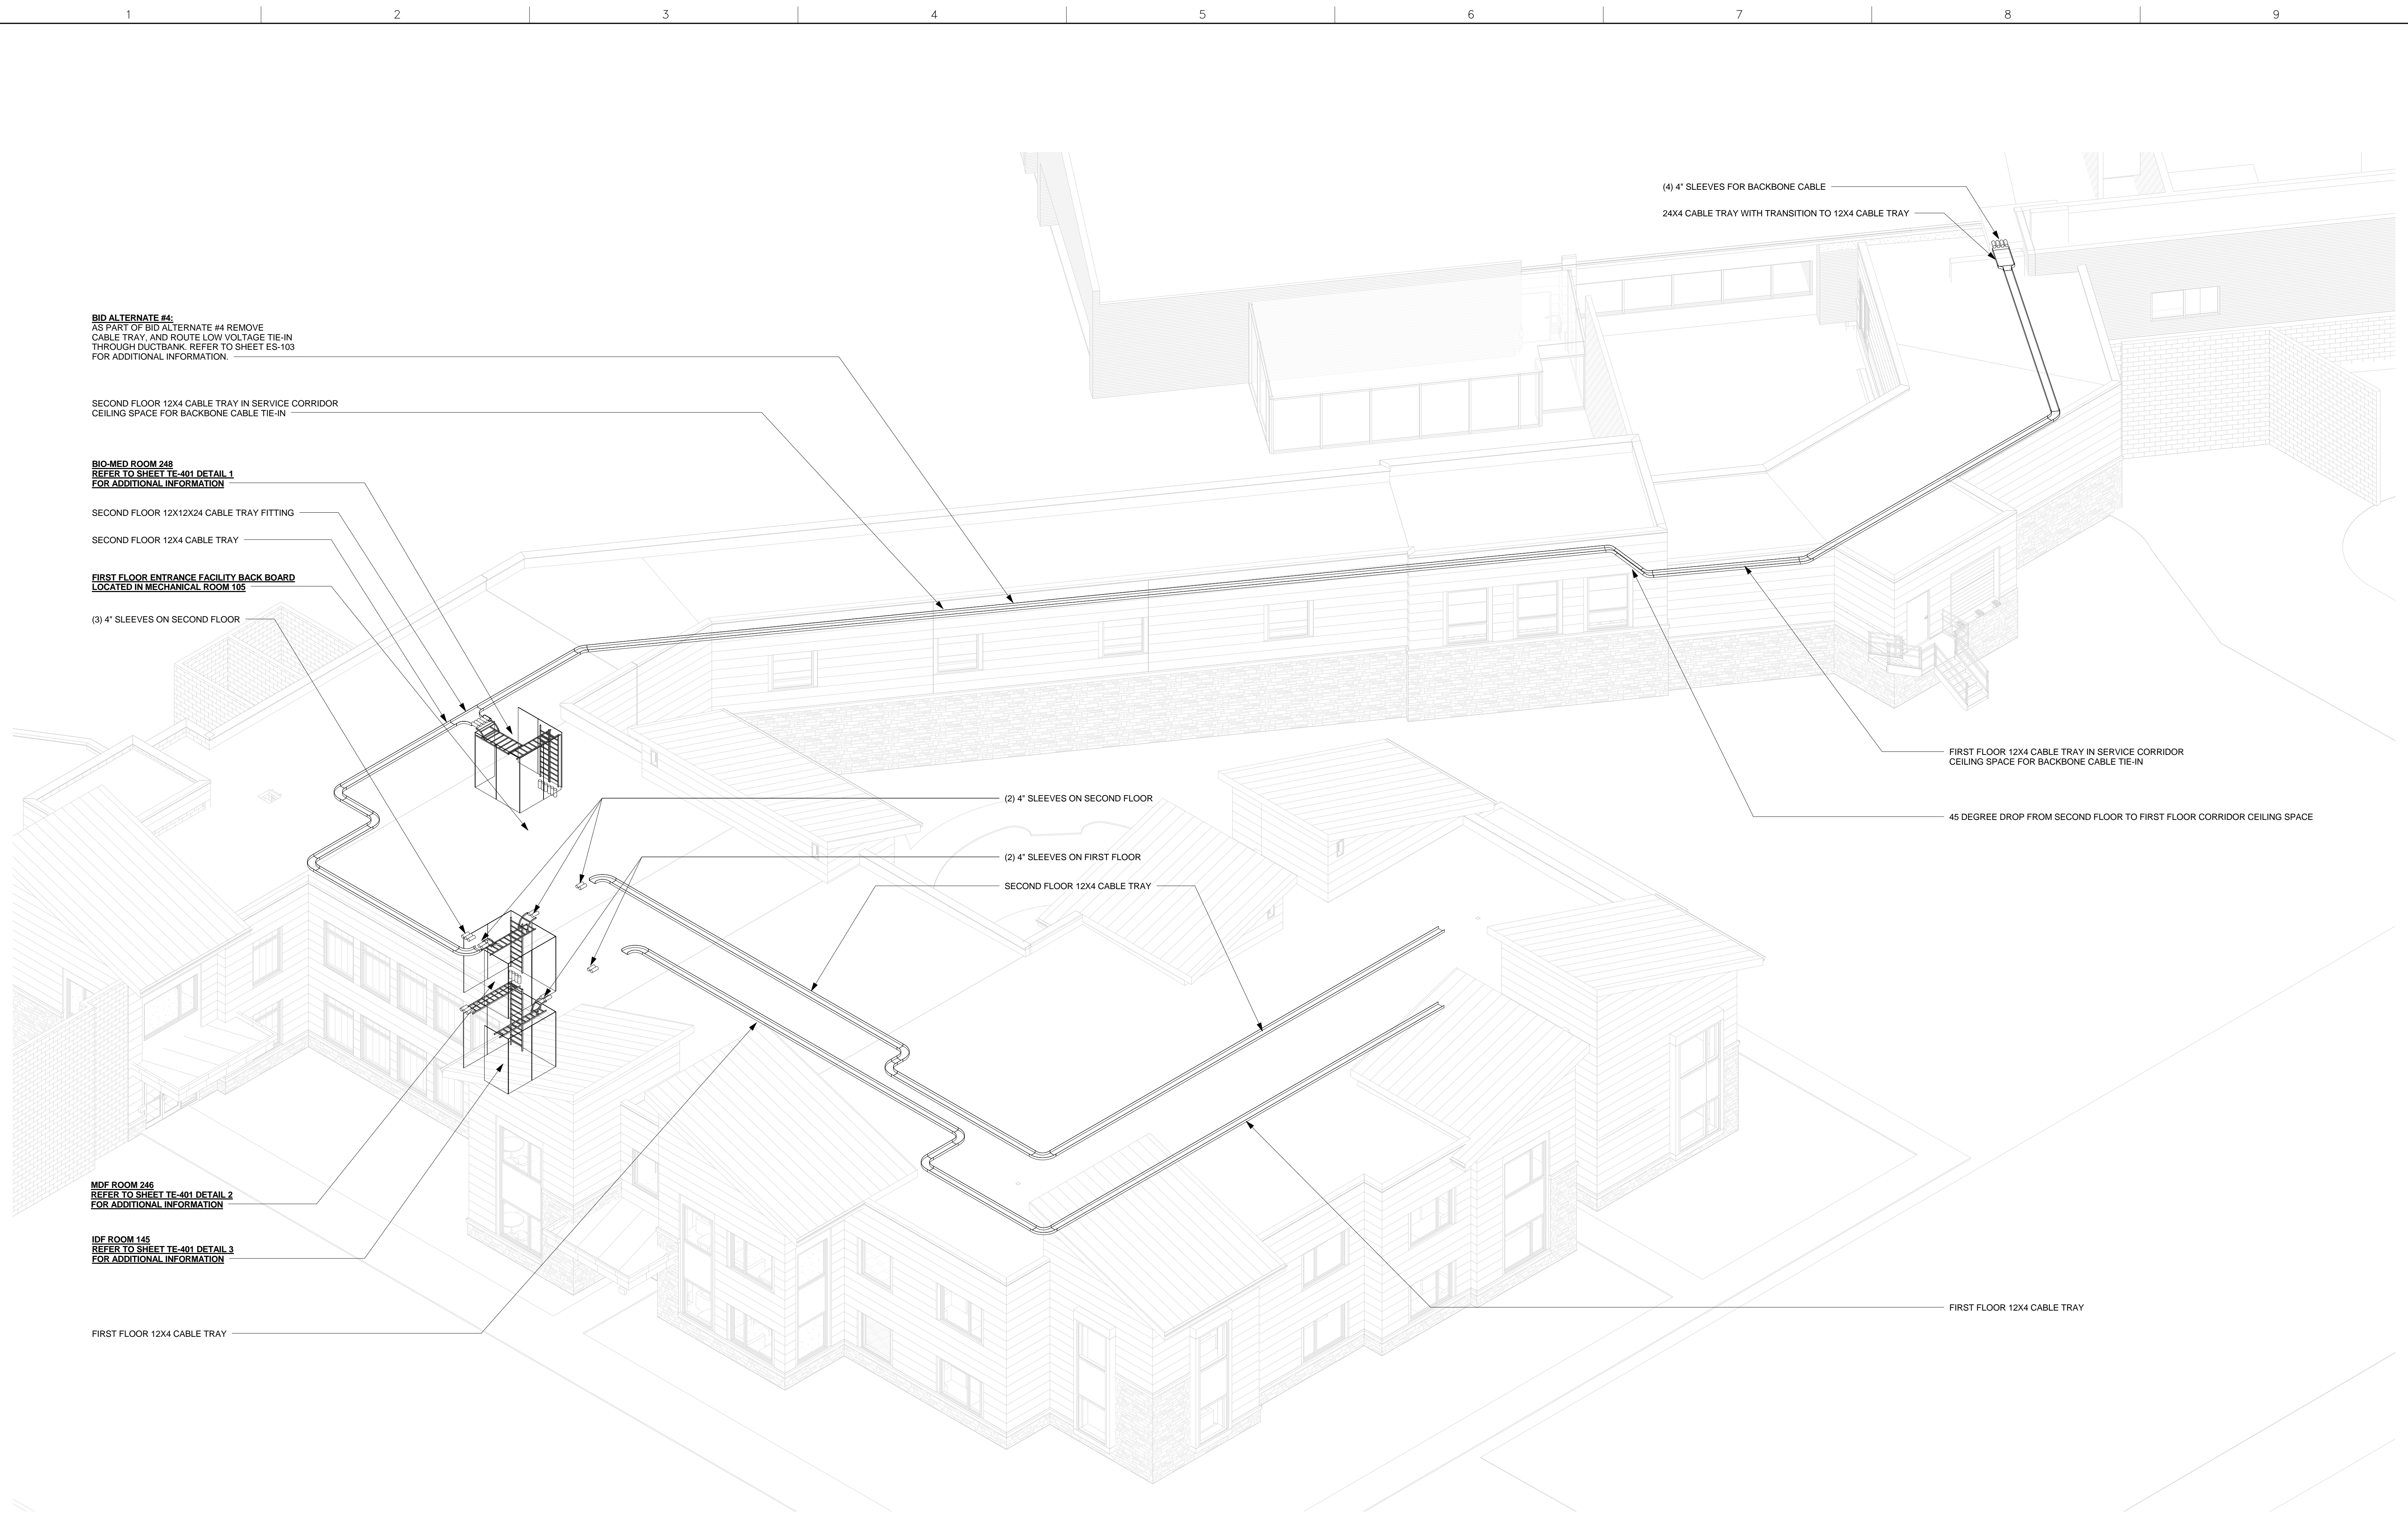 1 2 3 4 5 6 7 8 9
(4) 4" SLEEVES FOR BACKBONE CABLE
24X4 CABLE TRAY WITH TRANSITION TO 12X4 CABLE TRAY
BID ALTERNATE #4:
AS PART OF BID ALTERNATE #4 REMOVE
CABLE TRAY, AND ROUTE LOW VOLTAGE TIE-IN
THROUGH DUCTBANK. REFER TO SHEET ES-103
FOR ADDITIONAL INFORMATION.
SECOND FLOOR 12X4 CABLE TRAY IN SERVICE CORRIDOR
CEILING SPACE FOR BACKBONE CABLE TIE-IN
BIO-MED ROOM 248
REFER TO SHEET TE-401 DETAIL 1
FOR ADDITIONAL INFORMATION
SECOND FLOOR 12X12X24 CABLE TRAY FITTING
SECOND FLOOR 12X4 CABLE TRAY
FIRST FLOOR ENTRANCE FACILITY BACK BOARD
LOCATED IN MECHANICAL ROOM 105
(3) 4" SLEEVES ON SECOND FLOOR
FIRST FLOOR 12X4 CABLE TRAY IN SERVICE CORRIDOR
CEILING SPACE FOR BACKBONE CABLE TIE-IN
(2) 4" SLEEVES ON SECOND FLOOR
45 DEGREE DROP FROM SECOND FLOOR TO FIRST FLOOR CORRIDOR CEILING SPACE
(2) 4" SLEEVES ON FIRST FLOOR
SECOND FLOOR 12X4 CABLE TRAY
MDF ROOM 246
REFER TO SHEET TE-401 DETAIL 2
FOR ADDITIONAL INFORMATION
IDF ROOM 145
REFER TO SHEET TE-401 DETAIL 3
FOR ADDITIONAL INFORMATION
FIRST FLOOR 12X4 CABLE TRAY
FIRST FLOOR 12X4 CABLE TRAY